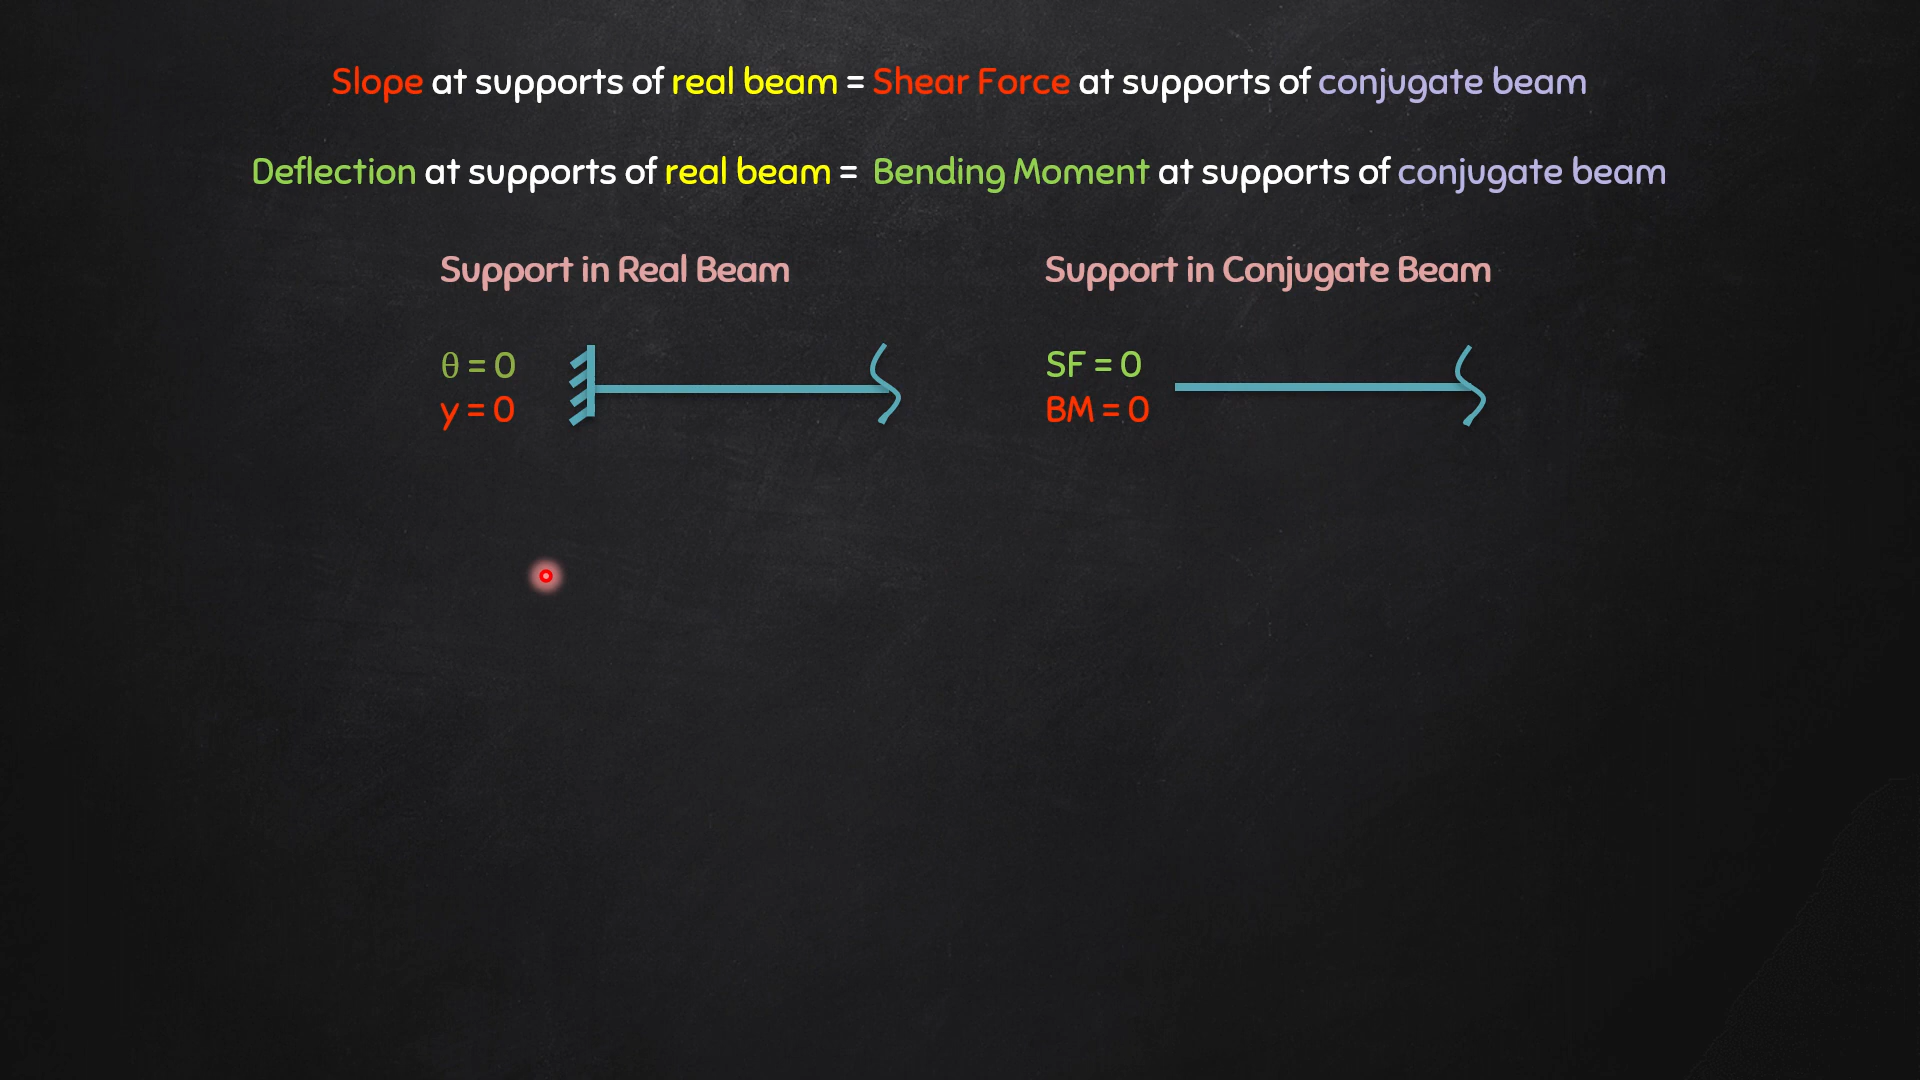 Slope at supports of real beam = Shear Force at supports of conjugate beam
Deflection at supports of real beam = Bending Moment at supports of conjugate beam
Support in Real Beam
Support in Conjugate Beam
θ = 0
y = 0
SF = 0
BM = 0